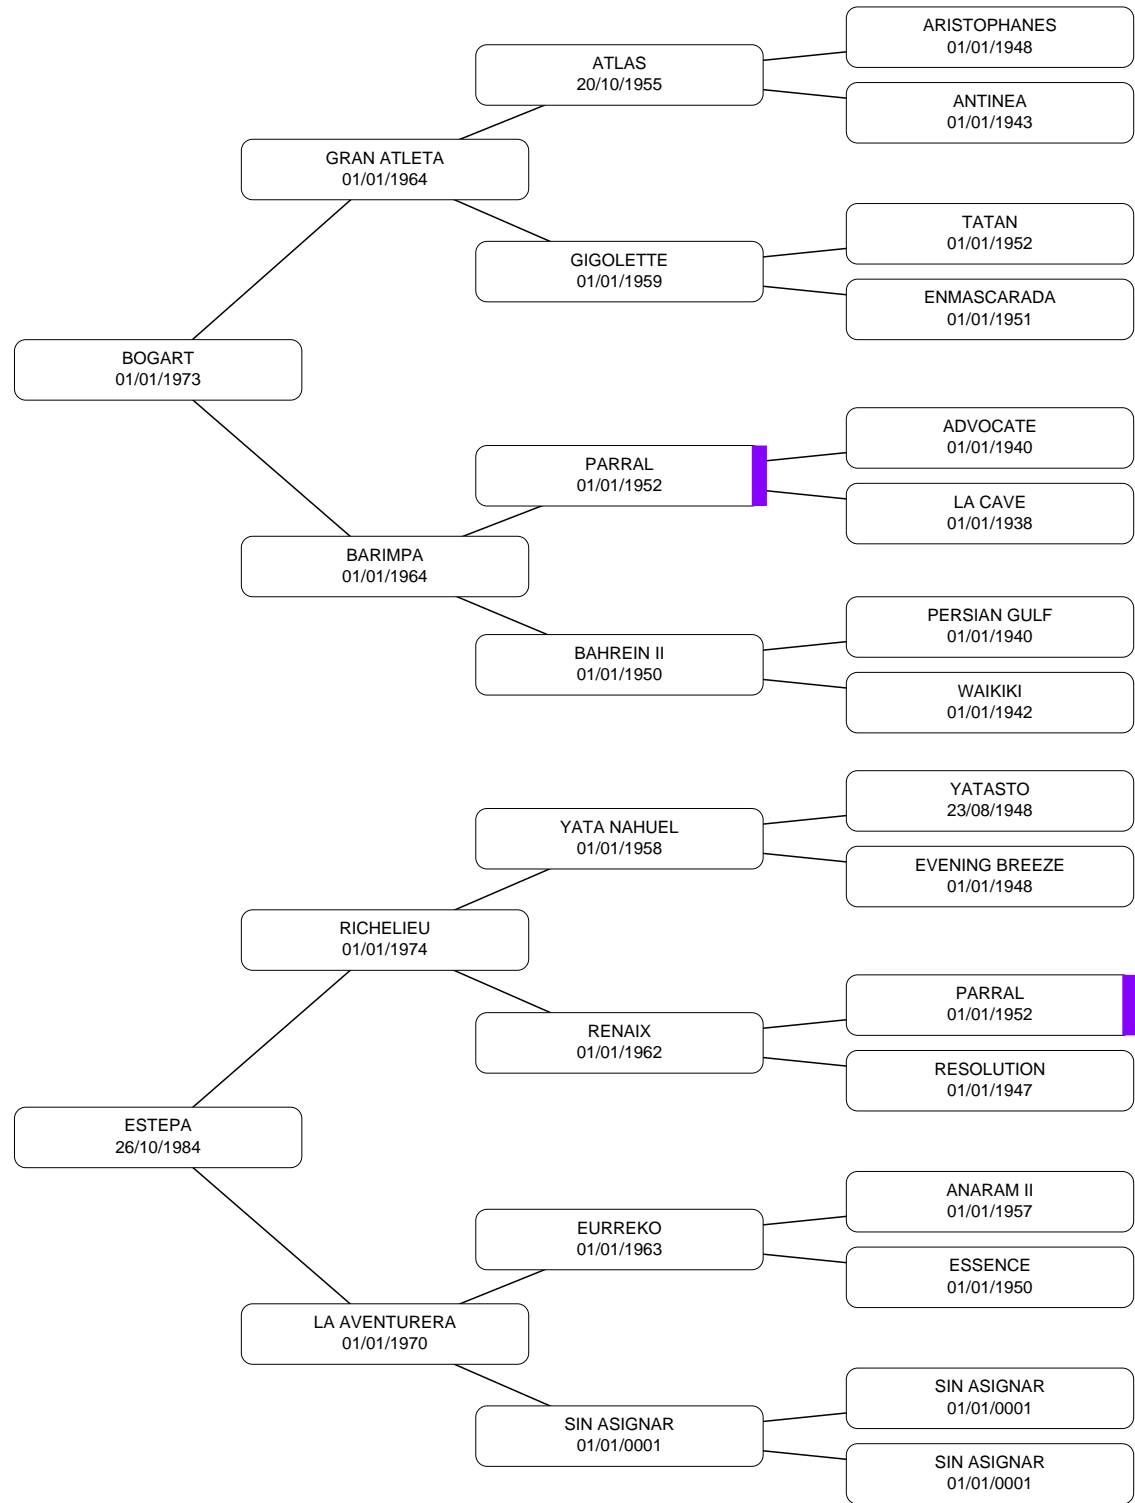 ARISTOPHANES
01/01/1948
ATLAS
20/10/1955
ANTINEA
01/01/1943
GRAN ATLETA
01/01/1964
TATAN
01/01/1952
GIGOLETTE
01/01/1959
ENMASCARADA
01/01/1951
BOGART
01/01/1973
ADVOCATE
01/01/1940
PARRAL
01/01/1952
LA CAVE
01/01/1938
BARIMPA
01/01/1964
PERSIAN GULF
01/01/1940
BAHREIN II
01/01/1950
WAIKIKI
01/01/1942
YATASTO
23/08/1948
YATA NAHUEL
01/01/1958
EVENING BREEZE
01/01/1948
RICHELIEU
01/01/1974
PARRAL
01/01/1952
RENAIX
01/01/1962
RESOLUTION
01/01/1947
ESTEPA
26/10/1984
ANARAM II
01/01/1957
EURREKO
01/01/1963
ESSENCE
01/01/1950
LA AVENTURERA
01/01/1970
SIN ASIGNAR
01/01/0001
SIN ASIGNAR
01/01/0001
SIN ASIGNAR
01/01/0001